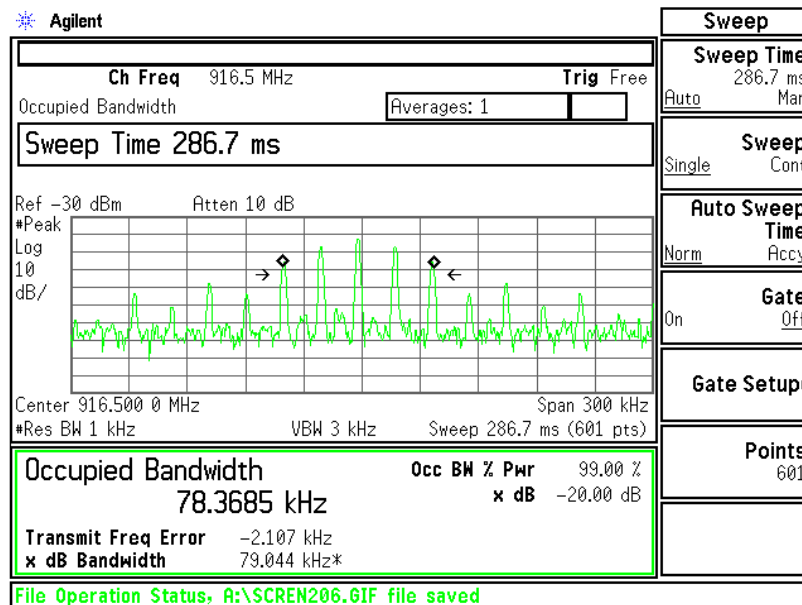 Agilent
Ch Freq 916.5 MHz Trig Free
Occupied Bandwidth Averages: 1
Sweep Time 286.7 ms
Ref -30 dBm Atten 10 dB
#Peak
Log
10
dB/
Center 916.500 0 MHz Span 300 kHz
#Res BW 1 kHz VBW 3 kHz Sweep 286.7 ms (601 pts)
Occupied Bandwidth Occ BW % Pwr 99.00 %
78.3685 kHz x dB -20.00 dB
Transmit Freq Error -2.107 kHz
x dB Bandwidth 79.044 kHz*
File Operation Status, A:\SCREN206.GIF file saved
Sweep
Sweep Time
286.7 ms
Auto Man
Sweep
Single Cont
Auto Sweep
Time
Norm Accy
Gate
On Off
Gate Setup
Points
601